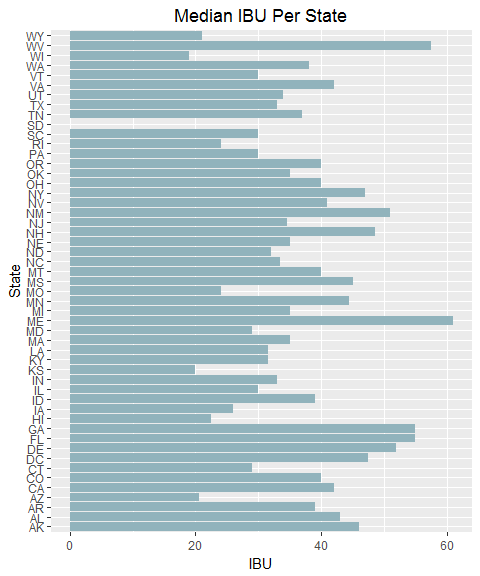 Median IBU Per State
WY
WV
WI
WA
VT
VA
UT
TX
TN
SD
SC
RI
PA
OR
OK
OH
NY
NV
NM
NJ
NH
NE
ND
NC
MT
MS
MO
MN
MI
ME
MD
MA
LA
KY
KS
IN
IL
ID
IA
HI
GA
FL
DE
DC
CT
CO
CA
AZ
AR
AL
AK
State
0 20 40 60
IBU